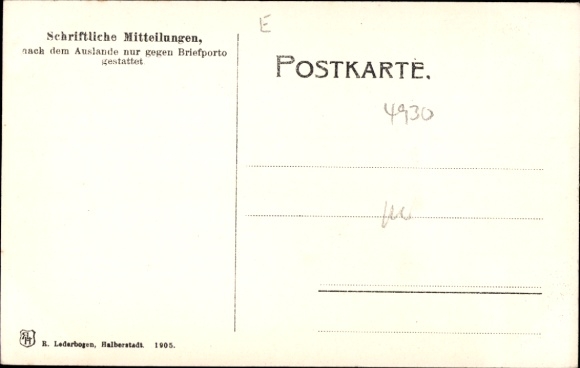 Schriftliche Mitteilungen,
nach dem Auslande nur gegen Briefporto
gestattet
E
POSTKARTE.
4930
R. Lederbogen, Halberstadt. 1905.